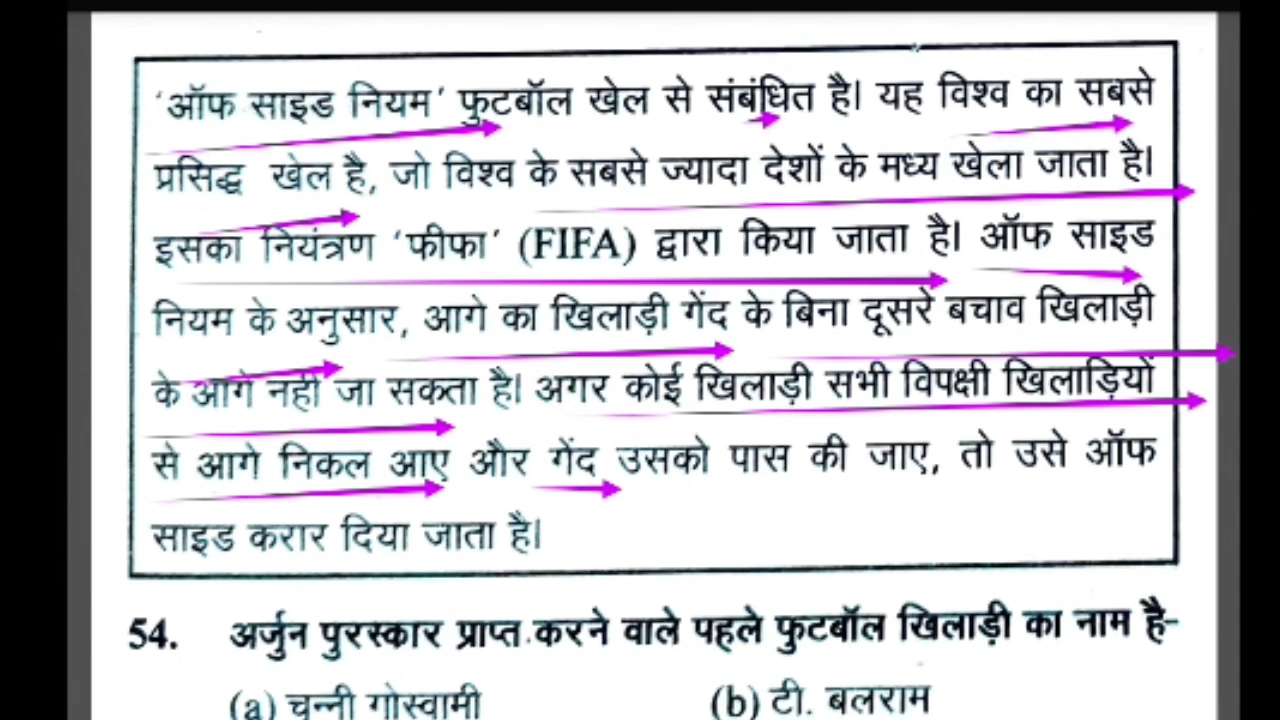 ‘ऑफ साइड नियम’ फुटबॉल खेल से संबंधित है। यह विश्व का सबसे
प्रसिद्ध खेल है, जो विश्व के सबसे ज्यादा देशों के मध्य खेला जाता है।
इसका नियंत्रण ‘फीफा’ (FIFA) द्वारा किया जाता है। ऑफ साइड
नियम के अनुसार, आगे का खिलाड़ी गेंद के बिना दूसरे बचाव खिलाड़ी
के आगे नहीं जा सकता है। अगर कोई खिलाड़ी सभी विपक्षी खिलाड़ियों
से आगे निकल आए और गेंद उसको पास की जाए, तो उसे ऑफ
साइड करार दिया जाता है।
54. अर्जुन पुरस्कार प्राप्त करने वाले पहले फुटबॉल खिलाड़ी का नाम है-
(a) चुन्नी गोस्वामी (b) टी. बलराम